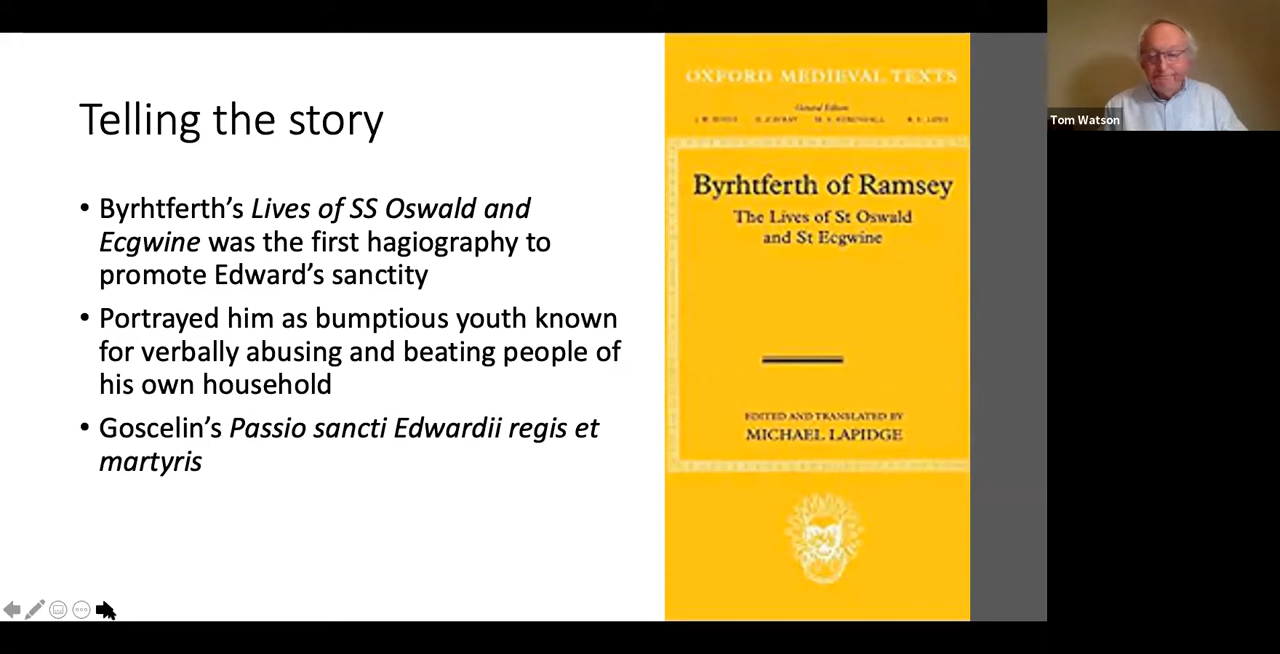 Telling the story
• Byrhtferth’s Lives of SS Oswald and
Ecgwine was the first hagiography to
promote Edward’s sanctity
• Portrayed him as bumptious youth known
for verbally abusing and beating people of
his own household
• Goscelin’s Passio sancti Edwardii regis et
martyris
OXFORD MEDIEVAL TEXTS
General Editors
Byrhtferth of Ramsey
The Lives of St Oswald
and St Ecgwine
EDITED AND TRANSLATED BY
MICHAEL LAPIDGE
Tom Watson